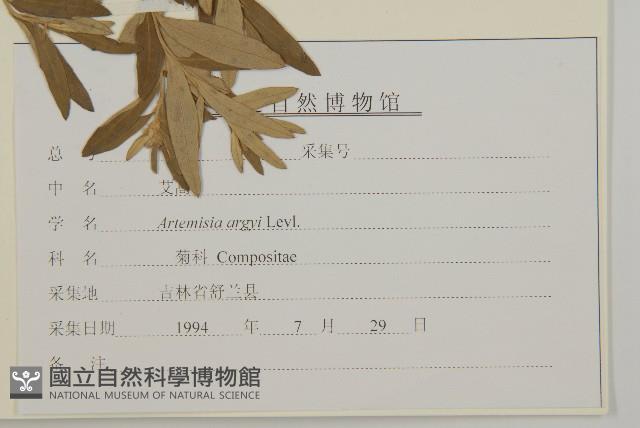 自然博物馆
总 号 采集号
中 名 艾蒿
学 名 Artemisia argyi Levl.
科 名 菊科 Compositae
采集地 吉林省舒兰县
采集日期 1994 年 7 月 29 日
备 注
國立自然科學博物館
NATIONAL MUSEUM OF NATURAL SCIENCE